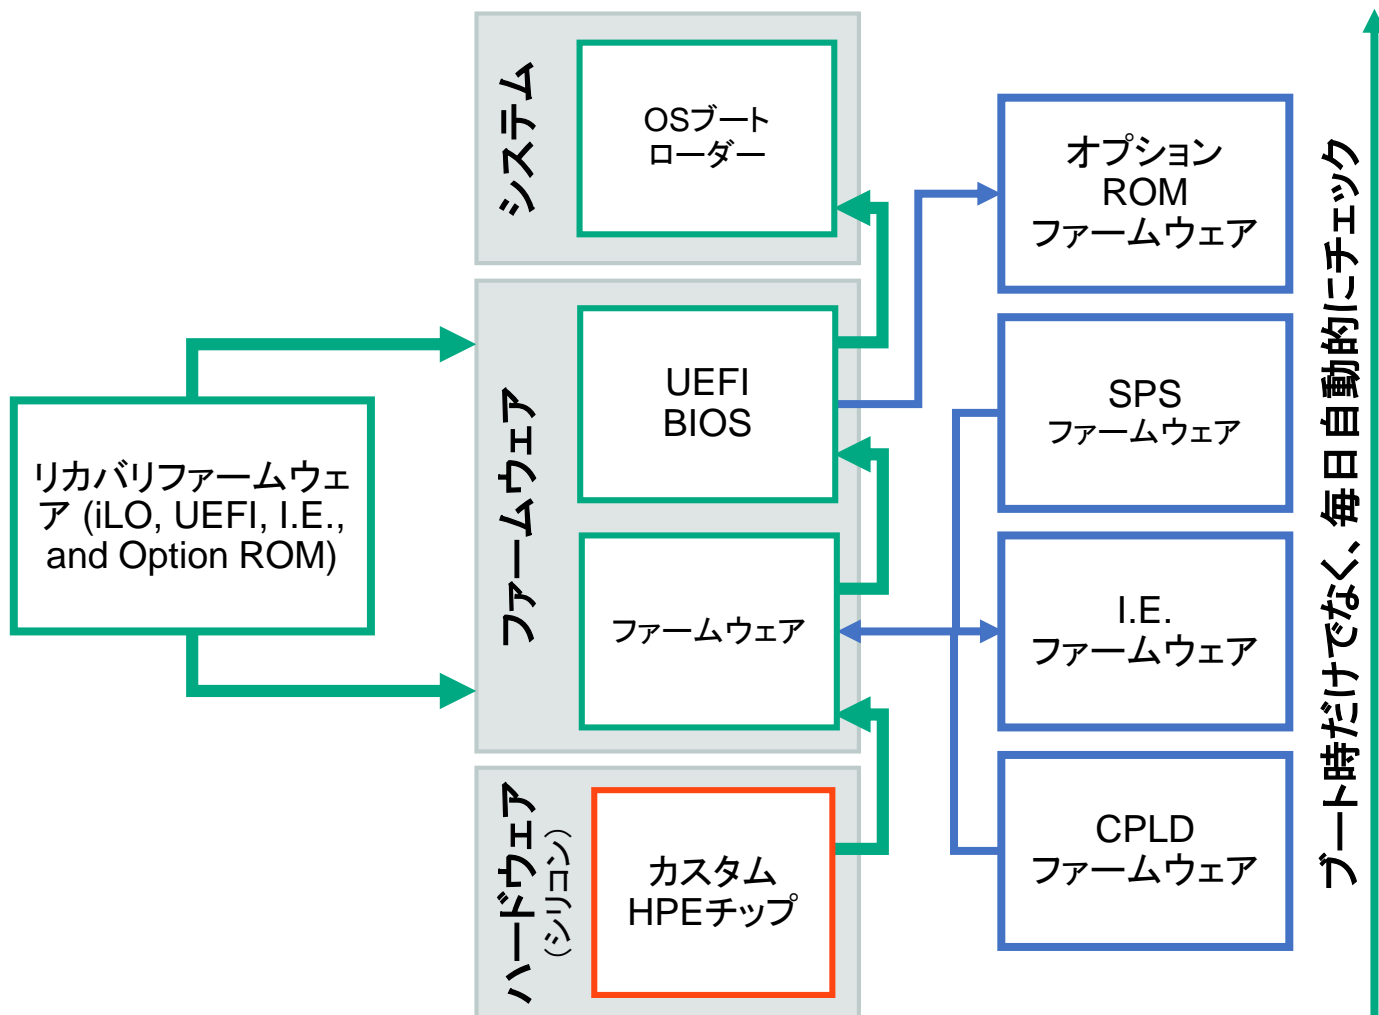 システム
OSブート
ローダー
オプション
ROM
ファームウェア
ファームウェア
UEFI
BIOS
SPS
ファームウェア
リカバリファームウェ
ア (iLO, UEFI, I.E.,
and Option ROM)
ファームウェア
I.E.
ファームウェア
ハードウェア
（シリコン）
カスタム
HPEチップ
CPLD
ファームウェア
ブート時だけでなく、毎日自動的にチェック